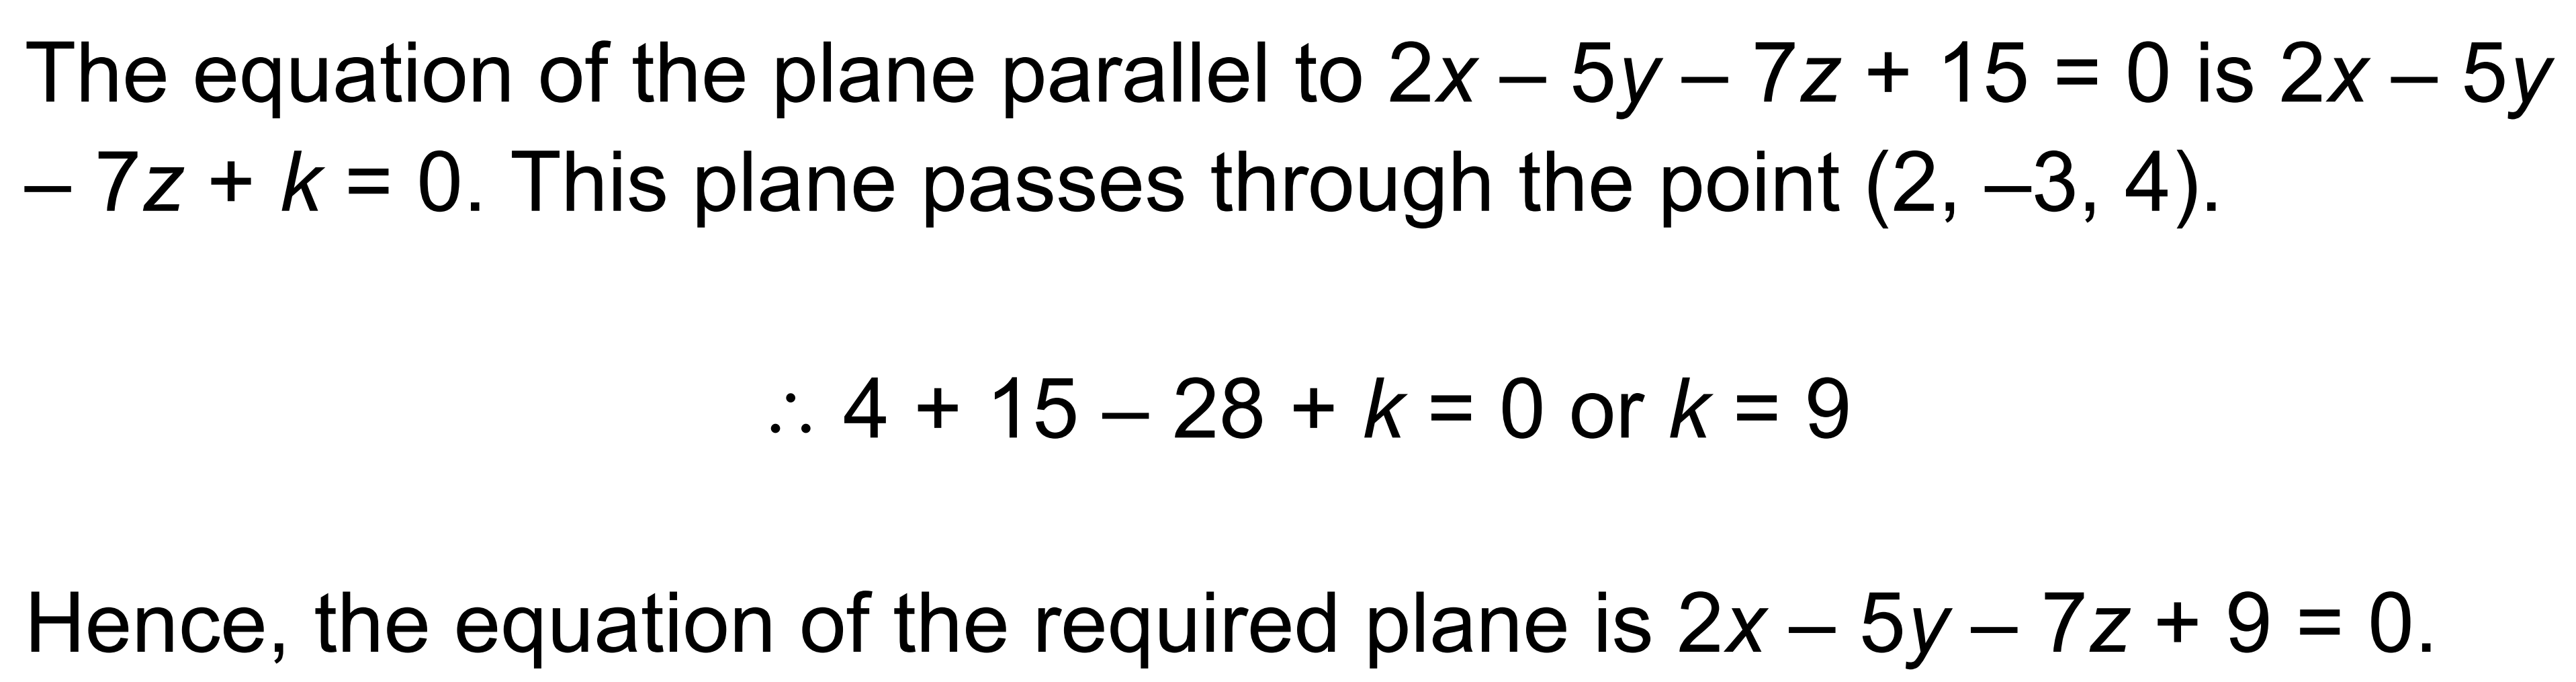 The equation of the plane parallel to 2x – 5y – 7z + 15 = 0 is 2x – 5y
– 7z + k = 0. This plane passes through the point (2, –3, 4).
∴ 4 + 15 – 28 + k = 0 or k = 9
Hence, the equation of the required plane is 2x – 5y – 7z + 9 = 0.